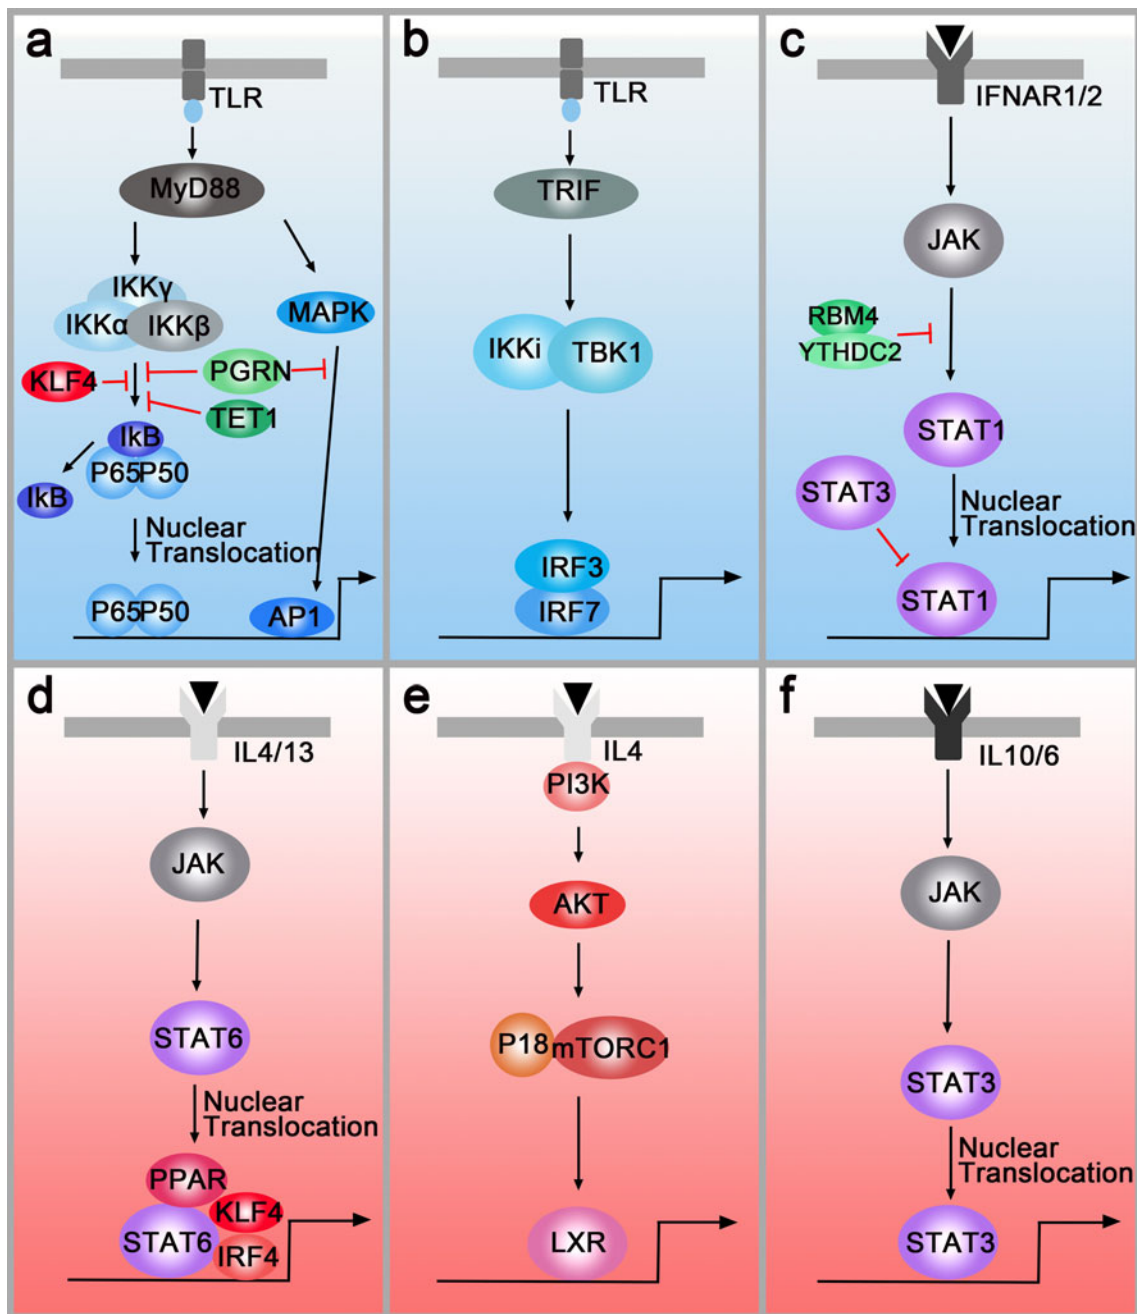 a
TLR
MyD88
IKKγ
IKKα
IKKβ
MAPK
KLF4
PGRN
TET1
IkB
P65
P50
IkB
Nuclear
Translocation
P65
P50
AP1
b
TLR
TRIF
IKKi
TBK1
IRF3
IRF7
c
IFNAR1/2
JAK
RBM4
YTHDC2
STAT1
STAT3
Nuclear
Translocation
STAT1
d
IL4/13
JAK
STAT6
Nuclear
Translocation
PPAR
KLF4
STAT6
IRF4
e
IL4
PI3K
AKT
P18
mTORC1
LXR
f
IL10/6
JAK
STAT3
Nuclear
Translocation
STAT3